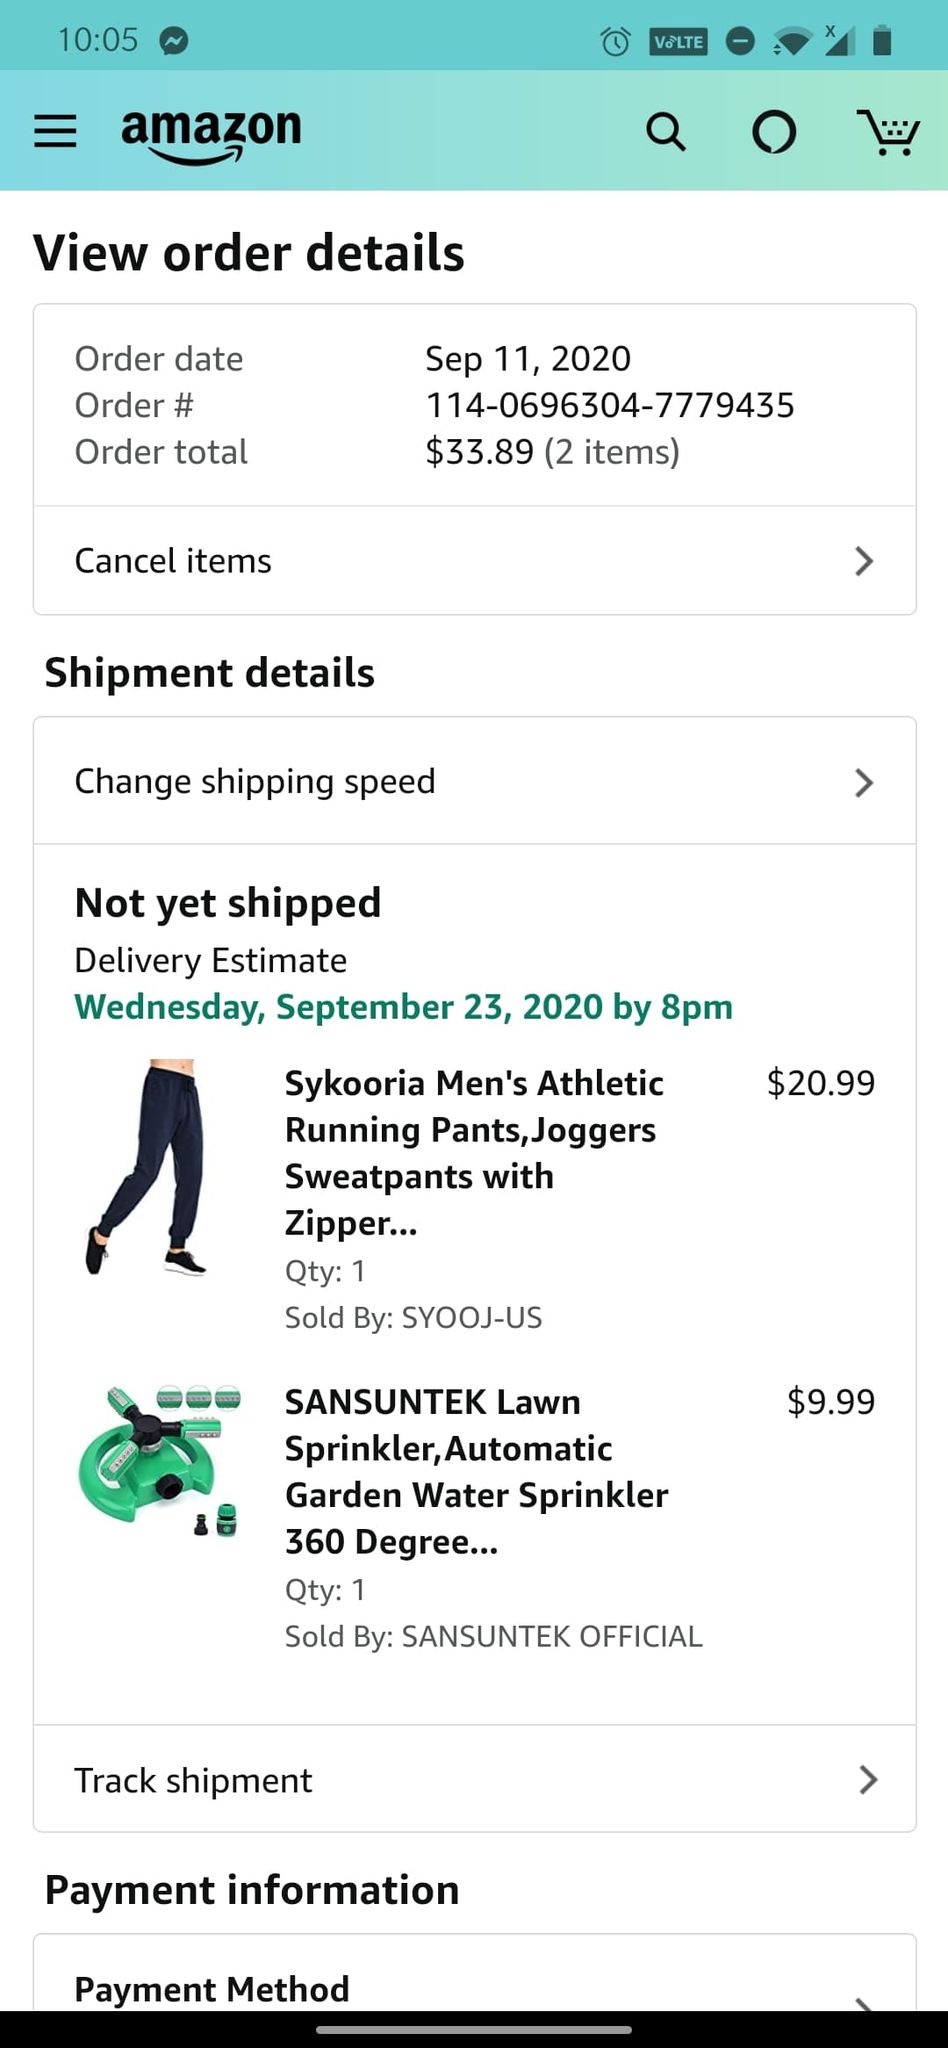 10:05
VoLTE
X
amazon
View order details
Order date Sep 11, 2020
Order # 114-0696304-7779435
Order total $33.89 (2 items)
Cancel items
Shipment details
Change shipping speed
Not yet shipped
Delivery Estimate
Wednesday, September 23, 2020 by 8pm
Sykooria Men's Athletic $20.99
Running Pants,Joggers
Sweatpants with
Zipper...
Qty: 1
Sold By: SYOOJ-US
SANSUNTEK Lawn $9.99
Sprinkler,Automatic
Garden Water Sprinkler
360 Degree...
Qty: 1
Sold By: SANSUNTEK OFFICIAL
Track shipment
Payment information
Payment Method